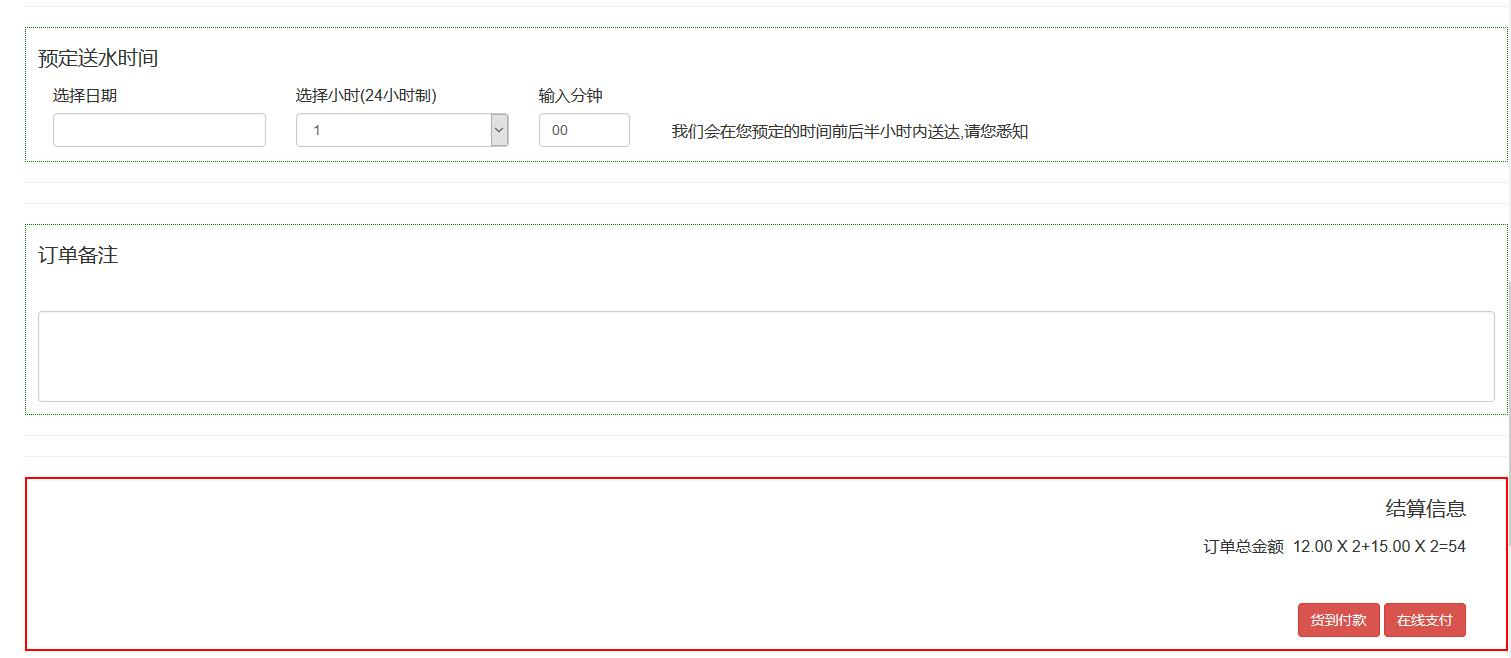 预定送水时间
选择日期 选择小时(24小时制) 输入分钟
1 00 我们会在您预定的时间前后半小时内送达,请您悉知
订单备注
结算信息
订单总金额 12.00 X 2+15.00 X 2=54
货到付款 在线支付